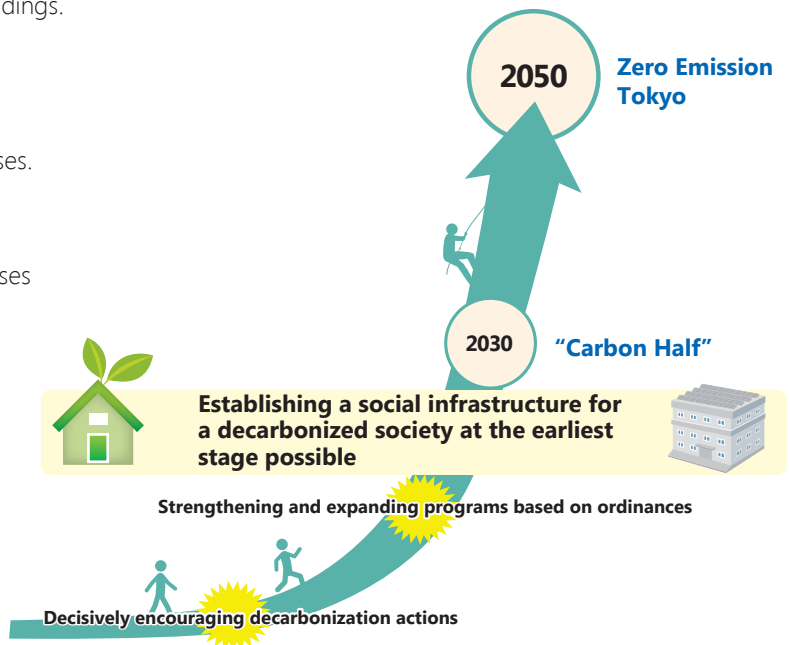 dings.
2050
Zero Emission
Tokyo
ses.
ses
2030
“Carbon Half”
Establishing a social infrastructure for
a decarbonized society at the earliest
stage possible
Strengthening and expanding programs based on ordinances
Decisively encouraging decarbonization actions